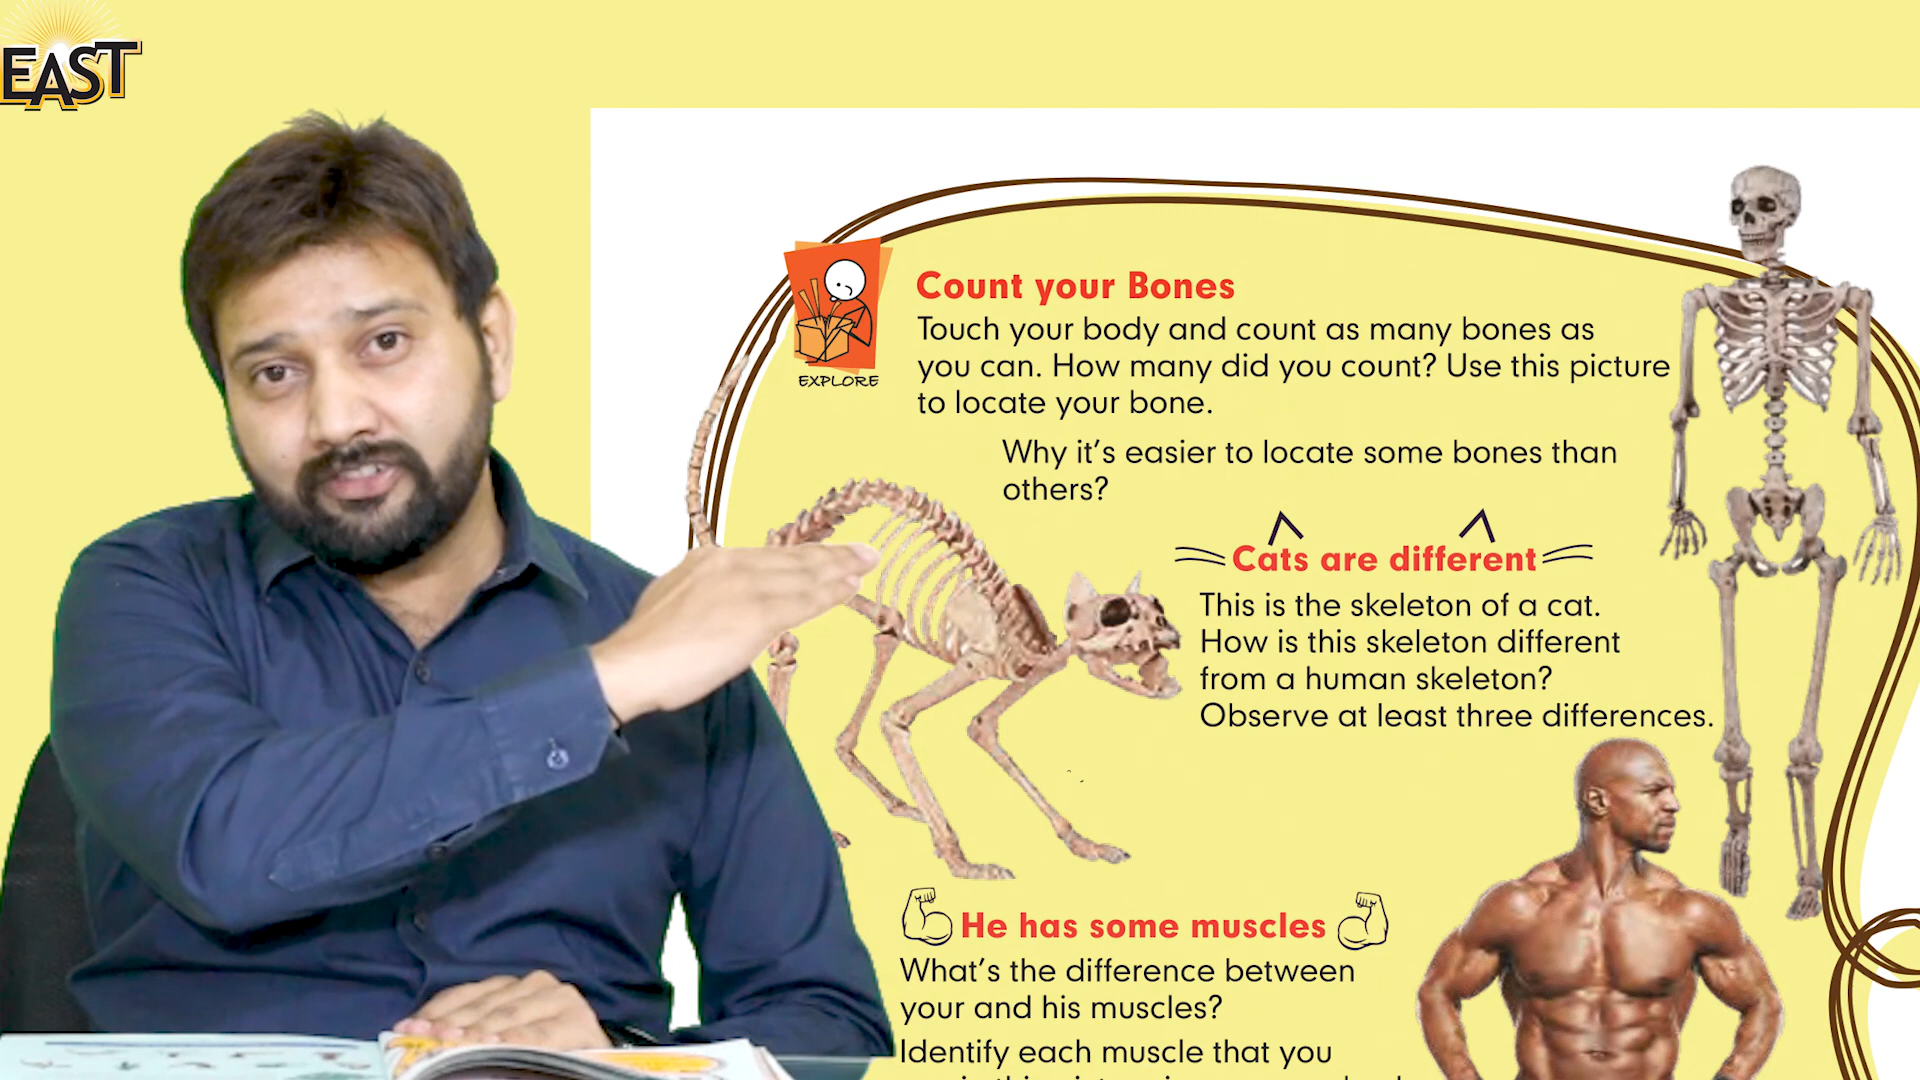 EAST
EXPLORE
Count your Bones
Touch your body and count as many bones as
you can. How many did you count? Use this picture
to locate your bone.
Why it's easier to locate some bones than
others?
Cats are different
This is the skeleton of a cat.
How is this skeleton different
from a human skeleton?
Observe at least three differences.
He has some muscles
What's the difference between
your and his muscles?
Identify each muscle that you